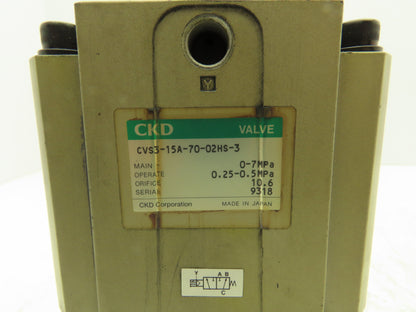 Y
CKD VALVE
CVS3-15A-70-02HS-3
MAIN - 0-7MPa
OPERATE 0.25-0.5MPa
ORIFICE 10.6
SERIAL 9318
CKD Corporation MADE IN JAPAN
Y A B
C